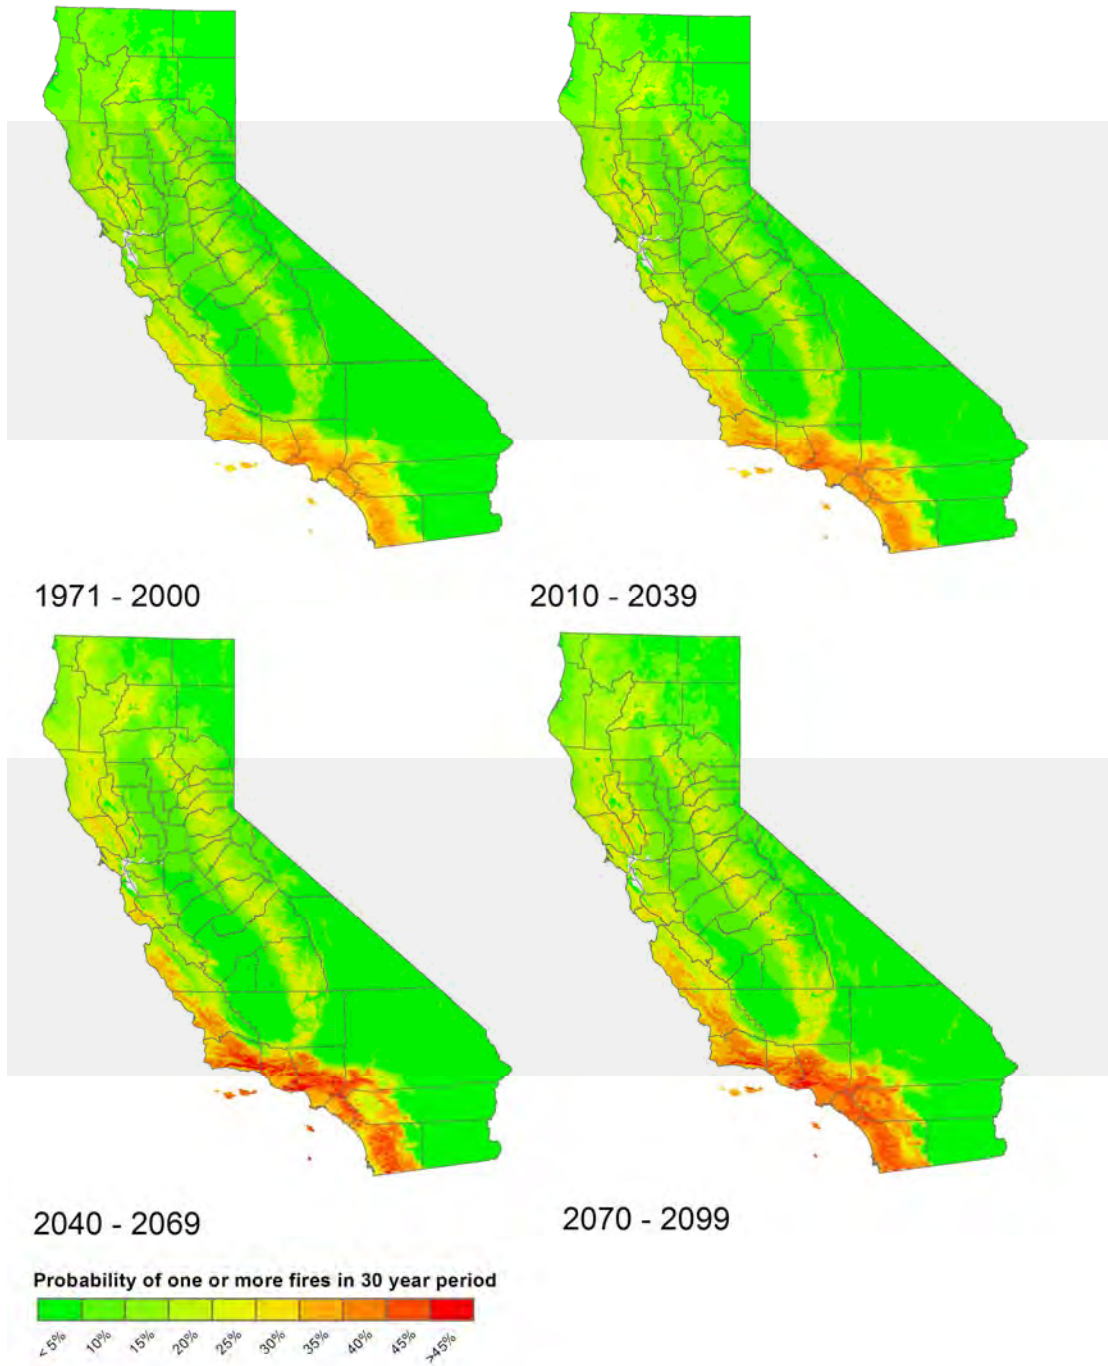 1971 - 2000
2010 - 2039
2040 - 2069
2070 - 2099
Probability of one or more fires in 30 year period
< 5% 10% 15% 20% 25% 30% 35% 40% 45% >45%